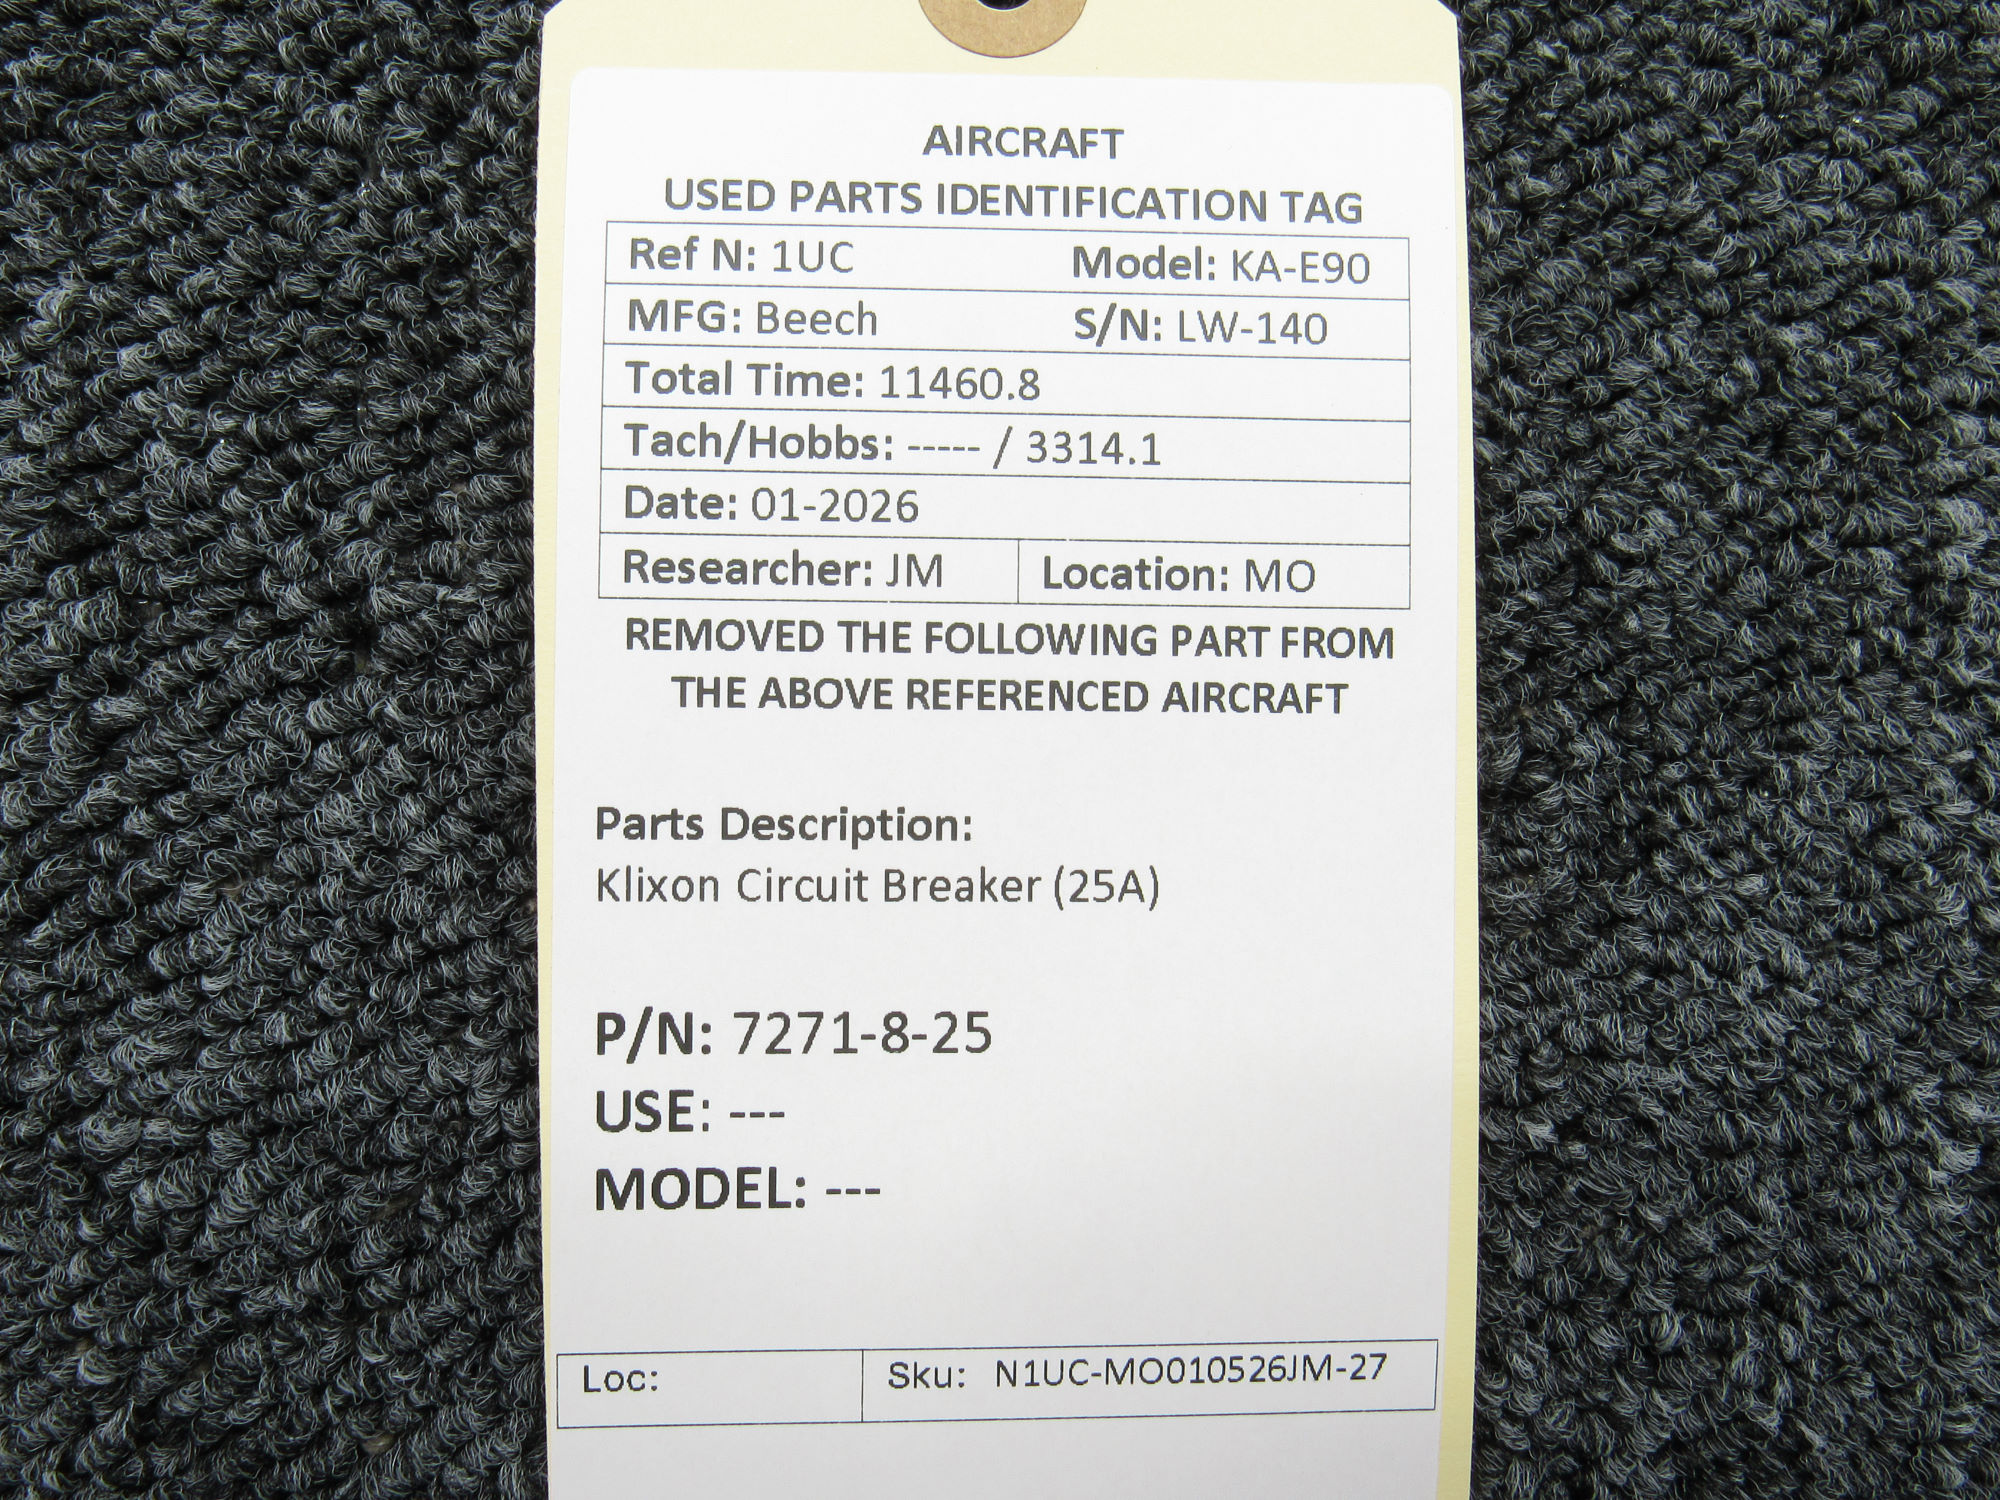 AIRCRAFT
USED PARTS IDENTIFICATION TAG
Ref N: 1UC Model: KA-E90
MFG: Beech S/N: LW-140
Total Time: 11460.8
Tach/Hobbs: ----- / 3314.1
Date: 01-2026
Researcher: JM Location: MO
REMOVED THE FOLLOWING PART FROM
THE ABOVE REFERENCED AIRCRAFT
Parts Description:
Klixon Circuit Breaker (25A)
P/N: 7271-8-25
USE: ---
MODEL: ---
Loc: Sku: N1UC-MO010526JM-27